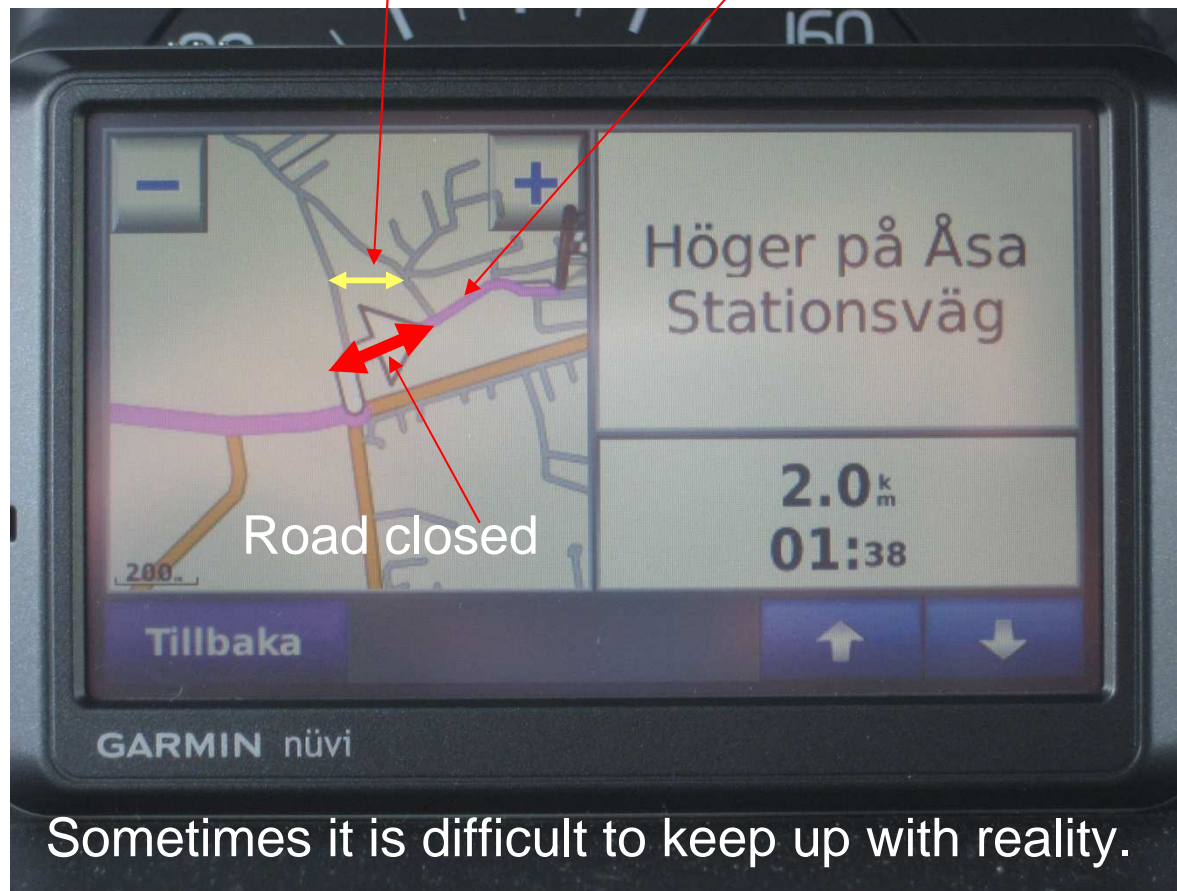 160
Höger på Åsa
Stationsväg
2.0 km
01:38
Road closed
200m
Tillbaka
GARMIN nüvi
Sometimes it is difficult to keep up with reality.